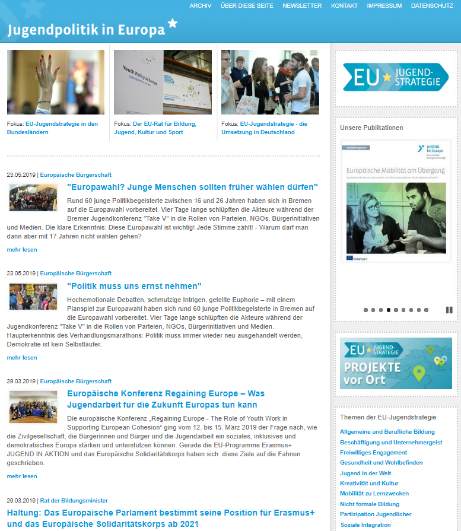 ARCHIV ÜBER DIESE SEITE NEWSLETTER KONTAKT IMPRESSUM DATENSCHUTZ
Jugendpolitik in Europa
Fokus: EU-Jugendstrategie in den
Bundesländern
Fokus: Der EU-Rat für Bildung,
Jugend, Kultur und Sport
Fokus: EU-Jugendstrategie - die
Umsetzung in Deutschland
23.05.2019 | Europäische Bürgerschaft
"Europawahl? Junge Menschen sollten früher wählen dürfen"
Rund 60 junge Politikbegeisterte zwischen 16 und 26 Jahren haben sich in Bremen
auf die Europawahl vorbereitet. Vier Tage lange schlüpften die Akteure während der
Bremer Jugendkonferenz "Take V" in die Rollen von Parteien, NGOs, Bürgerinitiativen
und Medien. Die klare Erkenntnis: Diese Europawahl ist wichtig! Jede Stimme zählt! - Warum darf man
dann aber mit 17 Jahren nicht wählen gehen?
mehr lesen
23.05.2019 | Europäische Bürgerschaft
"Politik muss uns ernst nehmen"
Hochemotionale Debatten, schmutzige Intrigen, geteilte Euphorie – mit einem
Planspiel zur Europawahl haben sich rund 60 junge Politikbegeisterte in Bremen auf
die Europawahl vorbereitet. Vier Tage lange schlüpften die Akteure während der
Jugendkonferenz "Take V" in die Rollen von Parteien, NGOs, Bürgerinitiativen und Medien.
Haupterkenntnis des Verhandlungsmarathons: Politik muss immer wieder neu ausgehandelt werden,
Demokratie ist kein Selbstläufer.
mehr lesen
29.03.2019 | Europäische Bürgerschaft
Europäische Konferenz Regaining Europe – Was
Jugendarbeit für die Zukunft Europas tun kann
Die europäische Konferenz „Regaining Europe - The Role of Youth Work in
Supporting European Cohesion" ging vom 12. bis 15. März 2019 der Frage nach, wie
die Zivilgesellschaft, die Bürgerinnen und Bürger und die Jugendarbeit ein soziales, inklusives und
demokratisches Europa stärken und unterstützen können. Gerade die EU-Programme Erasmus+
JUGEND IN AKTION und das Europäische Solidaritätskorps haben sich diese Ziele auf die Fahnen
geschrieben.
mehr lesen
20.03.2019 | Rat der Bildungsminister
Haltung: Das Europäische Parlament bestimmt seine Position für Erasmus+
und das Europäische Solidaritätskorps ab 2021
EU JUGEND-
STRATEGIE
Unsere Publikationen
Europäische Mobilität am Übergang
EU JUGEND-
STRATEGIE
PROJEKTE
vor Ort
Themen der EU-Jugendstrategie
Allgemeine und Berufliche Bildung
Beschäftigung und Unternehmergeist
Freiwilliges Engagement
Gesundheit und Wohlbefinden
Jugend in der Welt
Kreativität und Kultur
Mobilität zu Lernzwecken
Nicht formale Bildung
Partizipation Jugendlicher
Soziale Integration